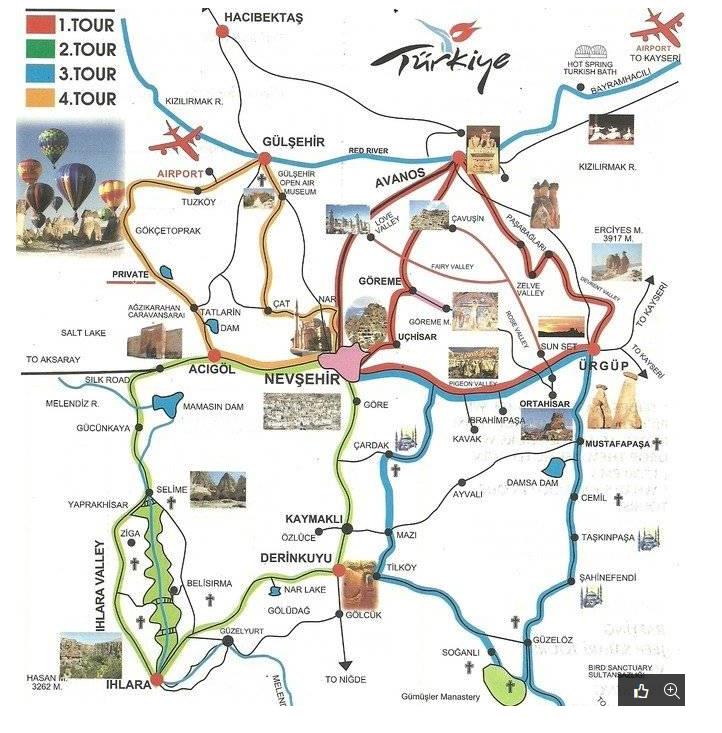 1.TOUR
2.TOUR
3.TOUR
4.TOUR
HACIBEKTAŞ
Türkiye
HOT SPRING
TURKISH BATH
AIRPORT
TO KAYSERİ
BAYRAMHACILI
KIZILIRMAK R.
GÜLŞEHİR
RED RIVER
AVANOS
KIZILIRMAK R.
AIRPORT
TUZKÖY
GÜLŞEHİR
OPEN AIR
MUSEUM
GÖKÇETOPRAK
LOVE
VALLEY
ÇAVUŞİN
PAŞABAĞLARI
ERCİYES M.
3917 M.
PRIVATE
FAIRY VALLEY
ZELVE
VALLEY
DEVRENT VALLEY
TO KAYSERİ
GÖREME
AĞZIKARAHAN
CARAVANSARAI
TATLARİN
DAM
ÇAT
NAR
GÖREME M.
ROSE VALLEY
SALT LAKE
UÇHİSAR
SUN SET
TO AKSARAY
ACIGÖL
NEVŞEHİR
ÜRGÜP
TO KAYSERİ
SILK ROAD
PIGEON VALLEY
MELENDİZ R.
MAMASIN DAM
GÖRE
ORTAHİSAR
GÜCÜNKAYA
İBRAHİMPAŞA
KAVAK
ÇARDAK
MUSTAFAPAŞA
SELİME
DAMSA DAM
YAPRAKHİSAR
AYVALI
CEMİL
ZİGA
KAYMAKLI
ÖZLÜCE
MAZI
TAŞKINPAŞA
IHLARA VALLEY
DERİNKUYU
TİLKÖY
BELİSIRMA
NAR LAKE
ŞAHİNEFENDİ
GÖLÜDAĞ
GÖLCÜK
GÜZELYURT
GÜZELÖZ
SOĞANLI
HASAN M.
3262 M.
IHLARA
TO NİĞDE
BIRD SANCTUARY
SULTANSAZLIĞI
MELEN
Gümüşler Manastery
TO